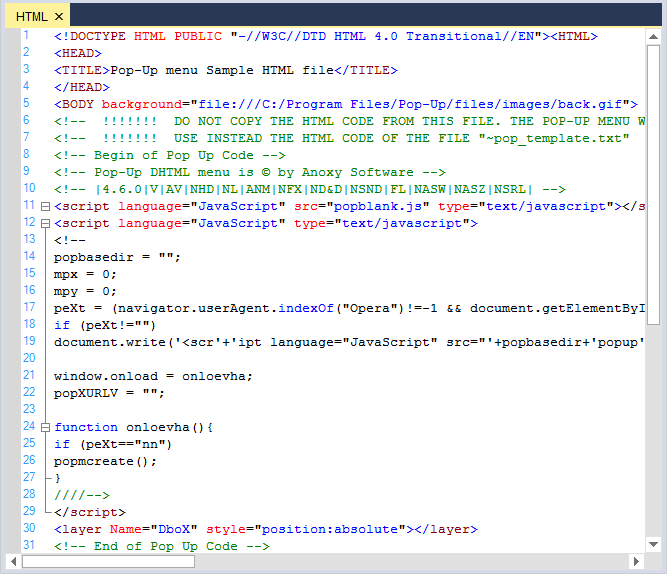 HTML
1 <!DOCTYPE HTML PUBLIC "-//W3C//DTD HTML 4.0 Transitional//EN"><HTML>
2 <HEAD>
3 <TITLE>Pop-Up menu Sample HTML file</TITLE>
4 </HEAD>
5 <BODY background="file:///C:/Program Files/Pop-Up/files/images/back.gif">
6 <!--  !!!!!!!  DO NOT COPY THE HTML CODE FROM THIS FILE. THE POP-UP MENU W
7 <!--  !!!!!!!  USE INSTEAD THE HTML CODE OF THE FILE "~pop_template.txt"
8 <!-- Begin of Pop Up Code -->
9 <!-- Pop-Up DHTML menu is © by Anoxy Software -->
10 <!-- |4.6.0|V|AV|NHD|NL|ANM|NFX|ND&D|NSND|FL|NASW|NASZ|NSRL| -->
11 <script language="JavaScript" src="popblank.js" type="text/javascript"></s
12 <script language="JavaScript" type="text/javascript">
13 <!--
14 popbasedir = "";
15 mpx = 0;
16 mpy = 0;
17 peXt = (navigator.userAgent.indexOf("Opera")!=-1 && document.getElementByI
18 if (peXt!="")
19 document.write('<scr'+'ipt language="JavaScript" src="'+popbasedir+'popup'
20
21 window.onload = onloevha;
22 popXURLV = "";
23
24 function onloevha(){
25 if (peXt=="nn")
26 popmcreate();
27 }
28 ////-->
29 </script>
30 <layer Name="DboX" style="position:absolute"></layer>
31 <!-- End of Pop Up Code -->